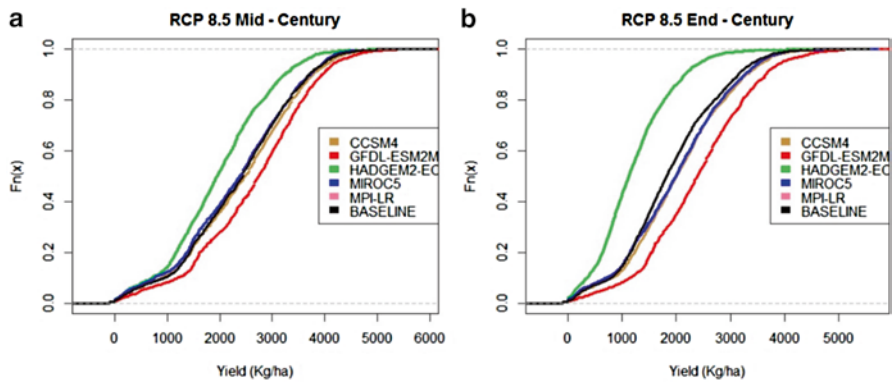 a
RCP 8.5 Mid - Century
1.0
0.8
0.6
0.4
0.2
0.0
Fn(x)
CCSM4
GFDL-ESM2M
HADGEM2-EC
MIROC5
MPI-LR
BASELINE
0 1000 2000 3000 4000 5000 6000
Yield (Kg/ha)
b
RCP 8.5 End - Century
1.0
0.8
0.6
0.4
0.2
0.0
Fn(x)
CCSM4
GFDL-ESM2M
HADGEM2-EC
MIROC5
MPI-LR
BASELINE
0 1000 2000 3000 4000 5000
Yield (Kg/ha)